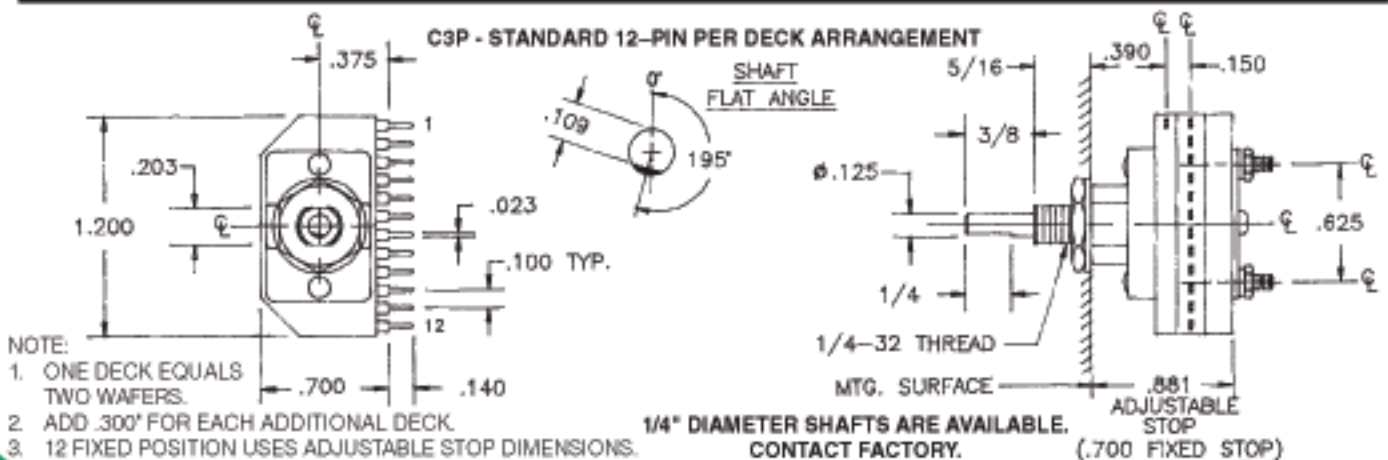 C3P - STANDARD 12-PIN PER DECK ARRANGEMENT
℄
.375
1
.203
1.200
℄
.023
.100 TYP.
12
.700
.140
SHAFT
FLAT ANGLE
0°
.109
195°
℄ ℄
5/16
.390
.150
3/8
Ø.125
℄
℄
.625
℄
1/4
1/4-32 THREAD
MTG. SURFACE
.881
ADJUSTABLE
STOP
(.700 FIXED STOP)
NOTE:
1. ONE DECK EQUALS
TWO WAFERS.
2. ADD .300" FOR EACH ADDITIONAL DECK.
3. 12 FIXED POSITION USES ADJUSTABLE STOP DIMENSIONS.
1/4" DIAMETER SHAFTS ARE AVAILABLE.
CONTACT FACTORY.